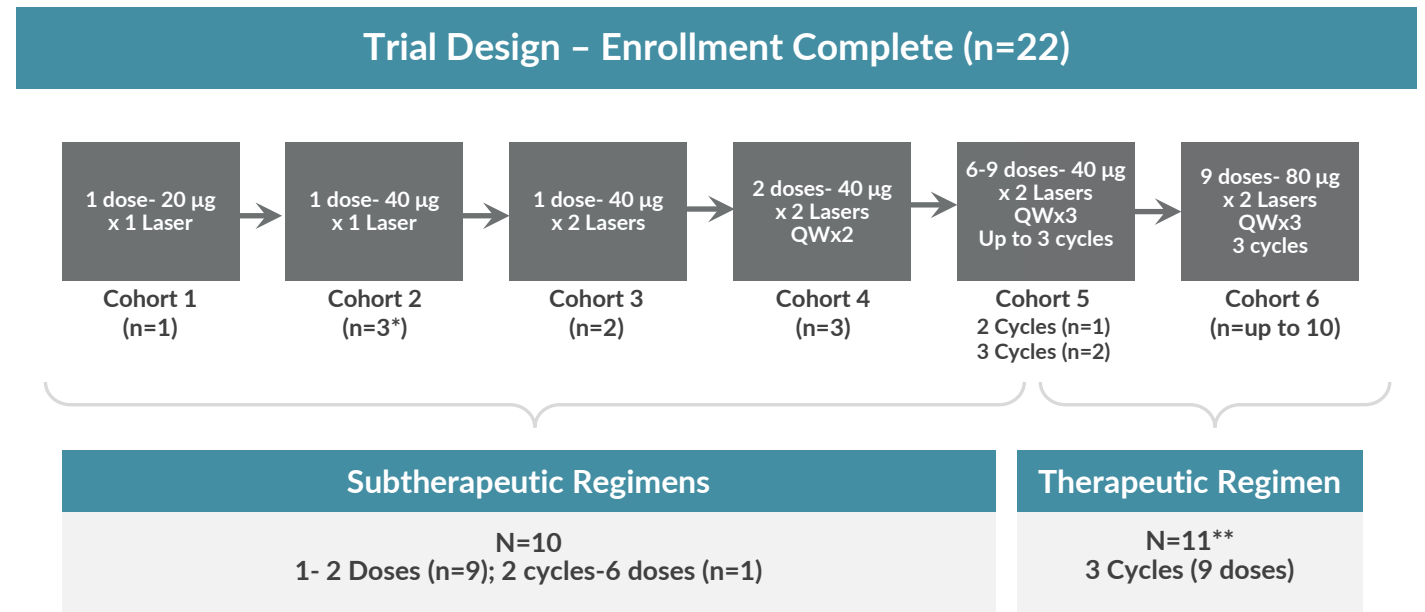 Trial Design – Enrollment Complete (n=22)
1 dose- 20 µg
x 1 Laser
1 dose- 40 µg
x 1 Laser
1 dose- 40 µg
x 2 Lasers
2 doses- 40 µg
x 2 Lasers
QWx2
6-9 doses- 40 µg
x 2 Lasers
QWx3
Up to 3 cycles
9 doses- 80 µg
x 2 Lasers
QWx3
3 cycles
Cohort 1
(n=1)
Cohort 2
(n=3*)
Cohort 3
(n=2)
Cohort 4
(n=3)
Cohort 5
2 Cycles (n=1)
3 Cycles (n=2)
Cohort 6
(n=up to 10)
Subtherapeutic Regimens
N=10
1- 2 Doses (n=9); 2 cycles-6 doses (n=1)
Therapeutic Regimen
N=11**
3 Cycles (9 doses)